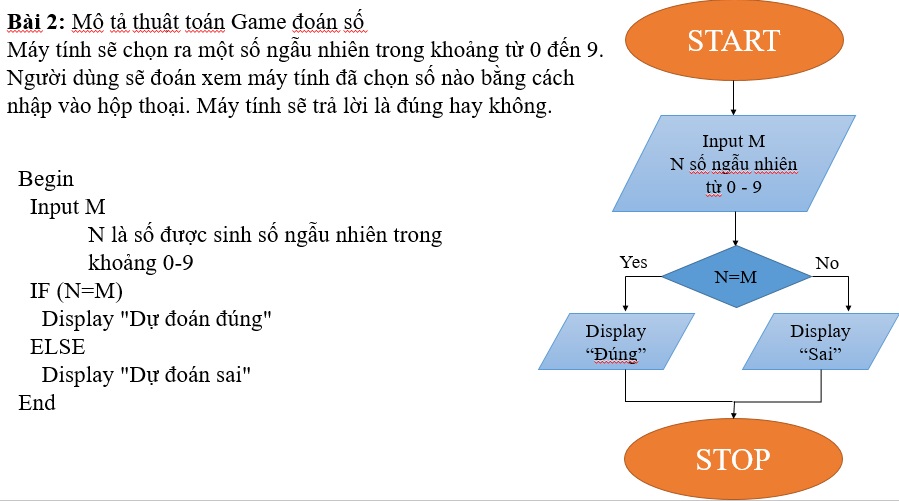 Bài 2: Mô tả thuật toán Game đoán số
Máy tính sẽ chọn ra một số ngẫu nhiên trong khoảng từ 0 đến 9.
Người dùng sẽ đoán xem máy tính đã chọn số nào bằng cách
nhập vào hộp thoại. Máy tính sẽ trả lời là đúng hay không.
Begin
Input M
N là số được sinh số ngẫu nhiên trong
khoảng 0-9
IF (N=M)
Display "Dự đoán đúng"
ELSE
Display "Dự đoán sai"
End
START
Input M
N số ngẫu nhiên
từ 0 - 9
N=M
Yes
No
Display
“Đúng”
Display
“Sai”
STOP